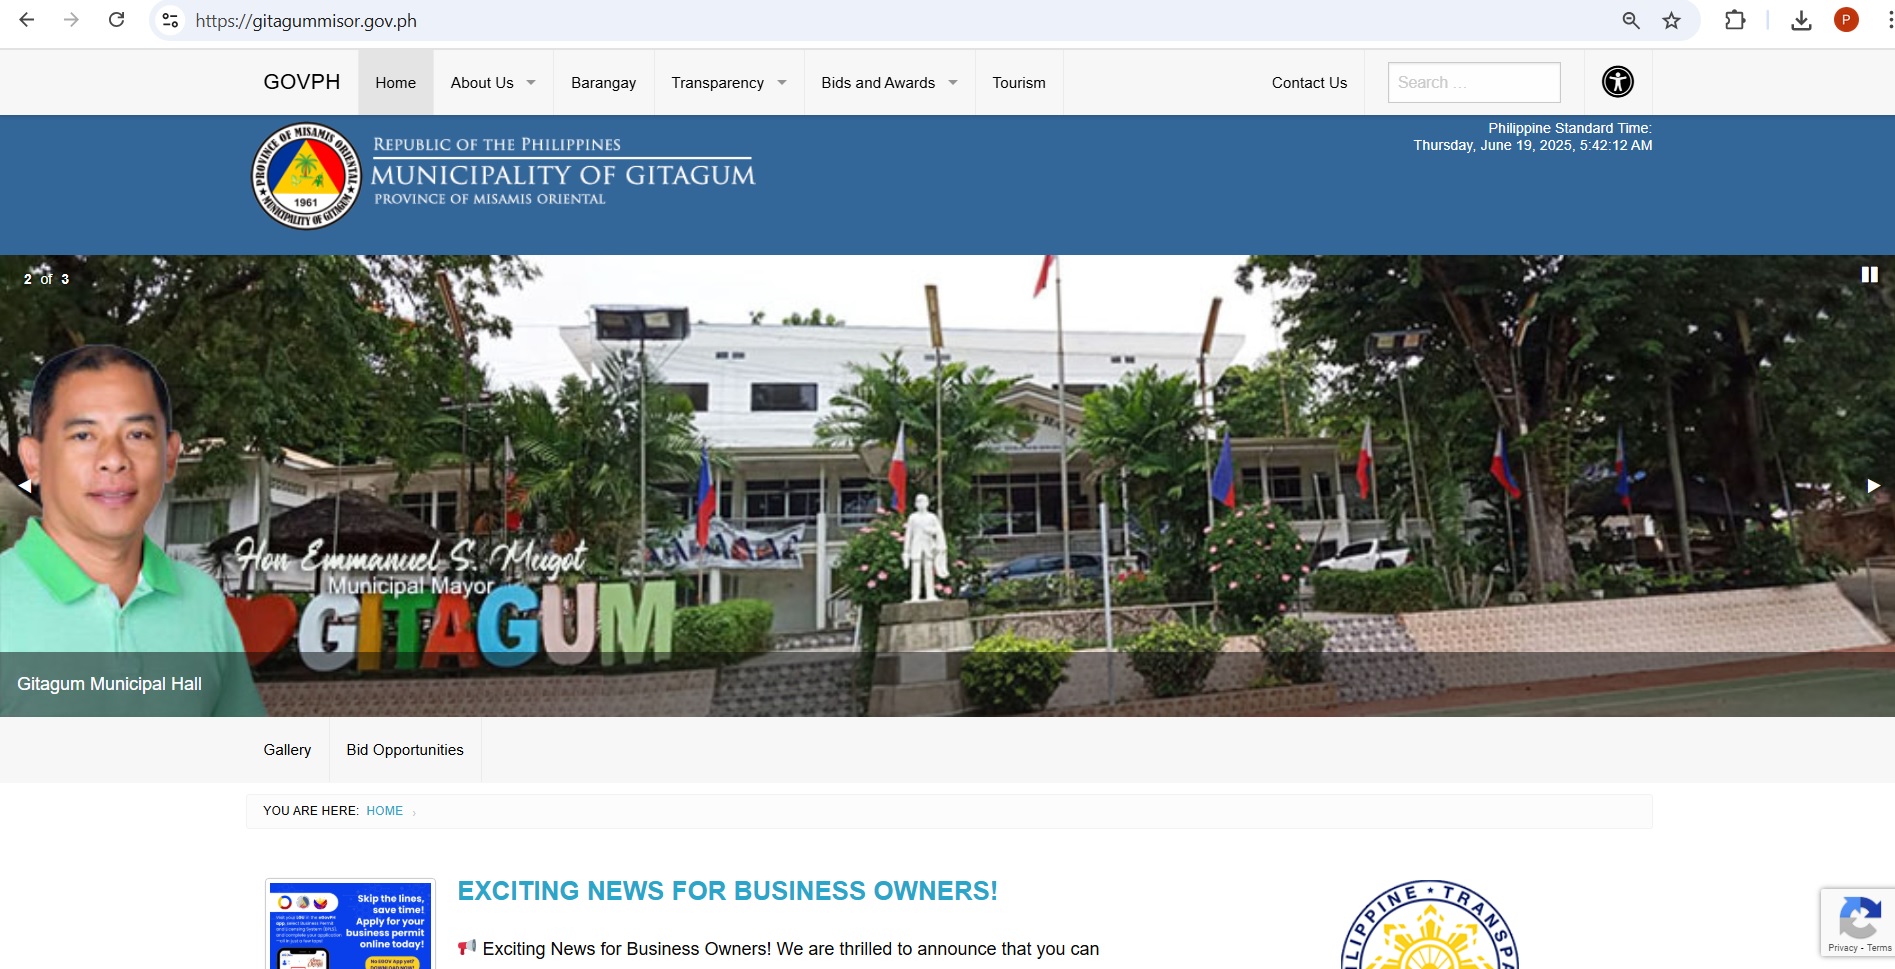 https://gitagummisor.gov.ph
P
GOVPH
Home
About Us
Barangay
Transparency
Bids and Awards
Tourism
Contact Us
Search ...
PROVINCE OF MISAMIS ORIENTAL
1961
MUNICIPALITY OF GITAGUM
REPUBLIC OF THE PHILIPPINES
MUNICIPALITY OF GITAGUM
PROVINCE OF MISAMIS ORIENTAL
Philippine Standard Time:
Thursday, June 19, 2025, 5:42:12 AM
2 of 3
Hon Emmanuel S. Mugot
Municipal Mayor
GITAGUM
Gitagum Municipal Hall
Gallery
Bid Opportunities
YOU ARE HERE: HOME ›
Skip the lines,
save time!
Apply for your
business permit
online today!
EXCITING NEWS FOR BUSINESS OWNERS!
Exciting News for Business Owners! We are thrilled to announce that you can
Privacy - Terms